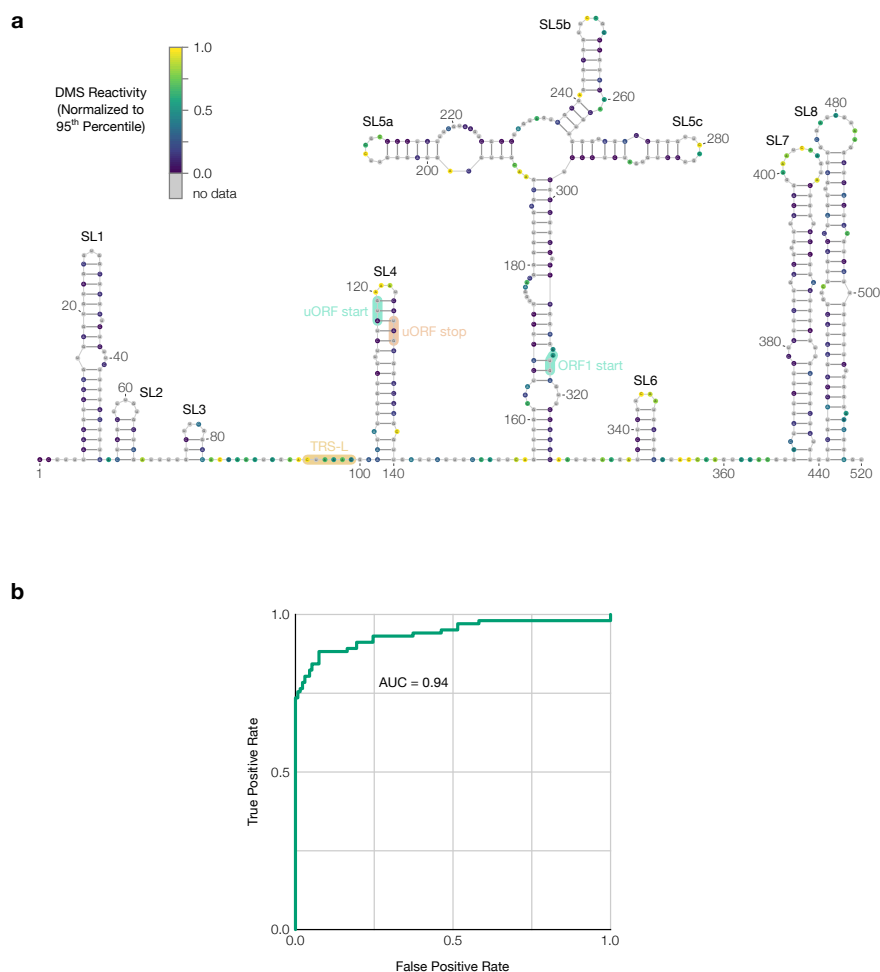 a
SL5b
1.0
DMS Reactivity
(Normalized to
95th Percentile)
0.5
0.0
no data
240
260
SL5a
220
200
SL5c
280
SL8
480
SL7
400
300
180
SL1
20
40
SL4
120
uORF start
uORF stop
ORF1 start
500
380
60
SL2
SL3
80
160
320
SL6
340
TRS-L
1
100
140
360
440
520
b
1.0
AUC = 0.94
True Positive Rate
0.5
0.0
0.0
0.5
1.0
False Positive Rate